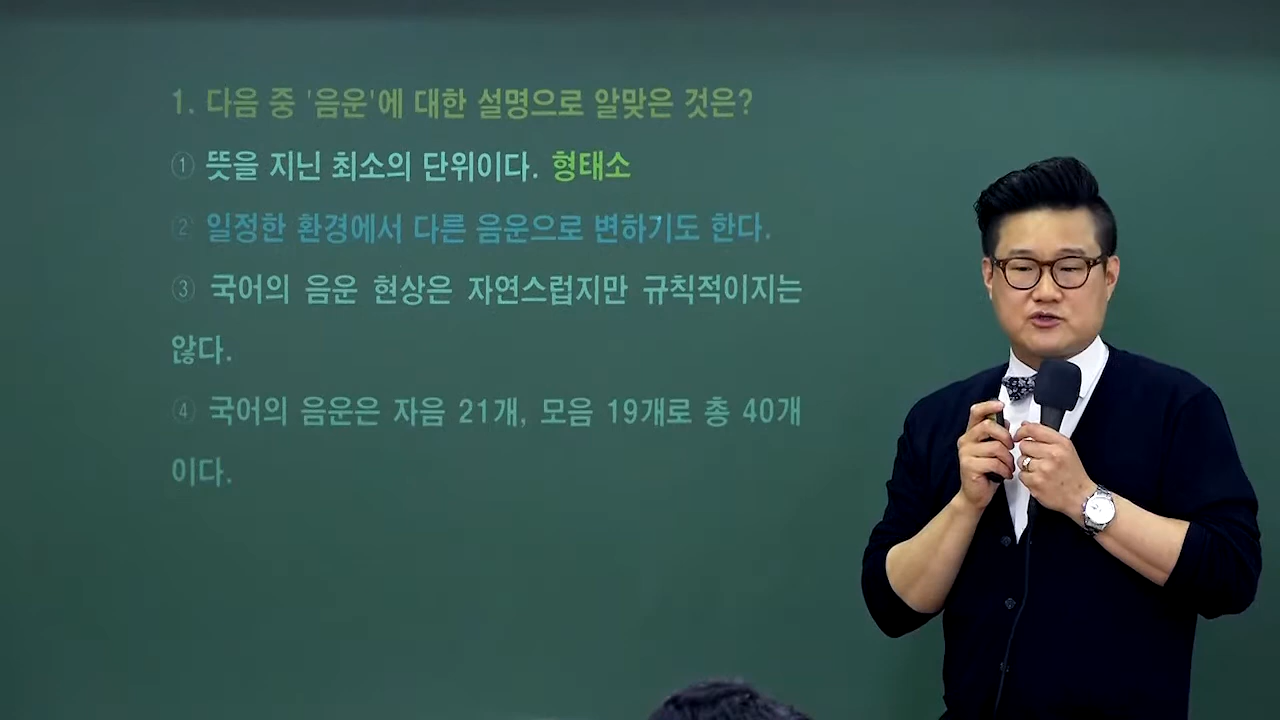 1. 다음 중 '음운'에 대한 설명으로 알맞은 것은?
① 뜻을 지닌 최소의 단위이다. 형태소
② 일정한 환경에서 다른 음운으로 변하기도 한다.
③ 국어의 음운 현상은 자연스럽지만 규칙적이지는
않다.
④ 국어의 음운은 자음 21개, 모음 19개로 총 40개
이다.